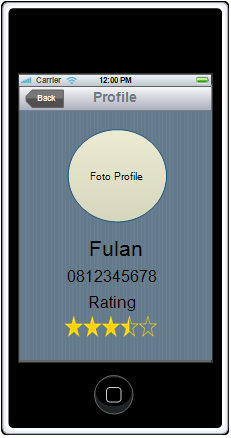 Carrier 12:00 PM
Back Profile
Foto Profile
Fulan
0812345678
Rating